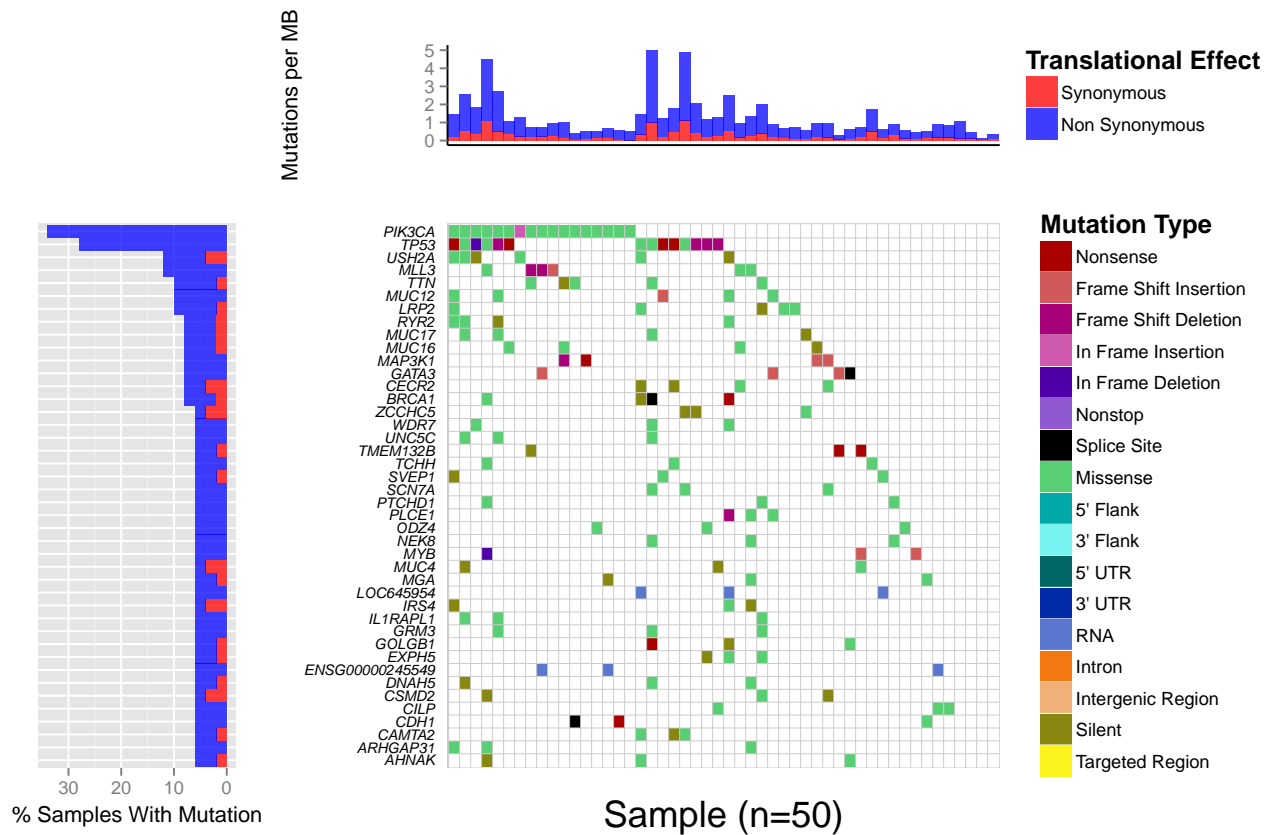 Mutations per MB
5
4
3
2
1
0
Translational Effect
Synonymous
Non Synonymous
PIK3CA
TP53
USH2A
MLL3
TTN
MUC12
LRP2
RYR2
MUC17
MUC16
MAP3K1
GATA3
CECR2
BRCA1
ZCCHC5
WDR7
UNC5C
TMEM132B
TCHH
SVEP1
SCN7A
PTCHD1
PLCE1
ODZ4
NEK8
MYB
MUC4
MGA
LOC645954
IRS4
IL1RAPL1
GRM3
GOLGB1
EXPH5
ENSG00000245549
DNAH5
CSMD2
CILP
CDH1
CAMTA2
ARHGAP31
AHNAK
30 20 10 0
% Samples With Mutation
Sample (n=50)
Mutation Type
Nonsense
Frame Shift Insertion
Frame Shift Deletion
In Frame Insertion
In Frame Deletion
Nonstop
Splice Site
Missense
5' Flank
3' Flank
5' UTR
3' UTR
RNA
Intron
Intergenic Region
Silent
Targeted Region